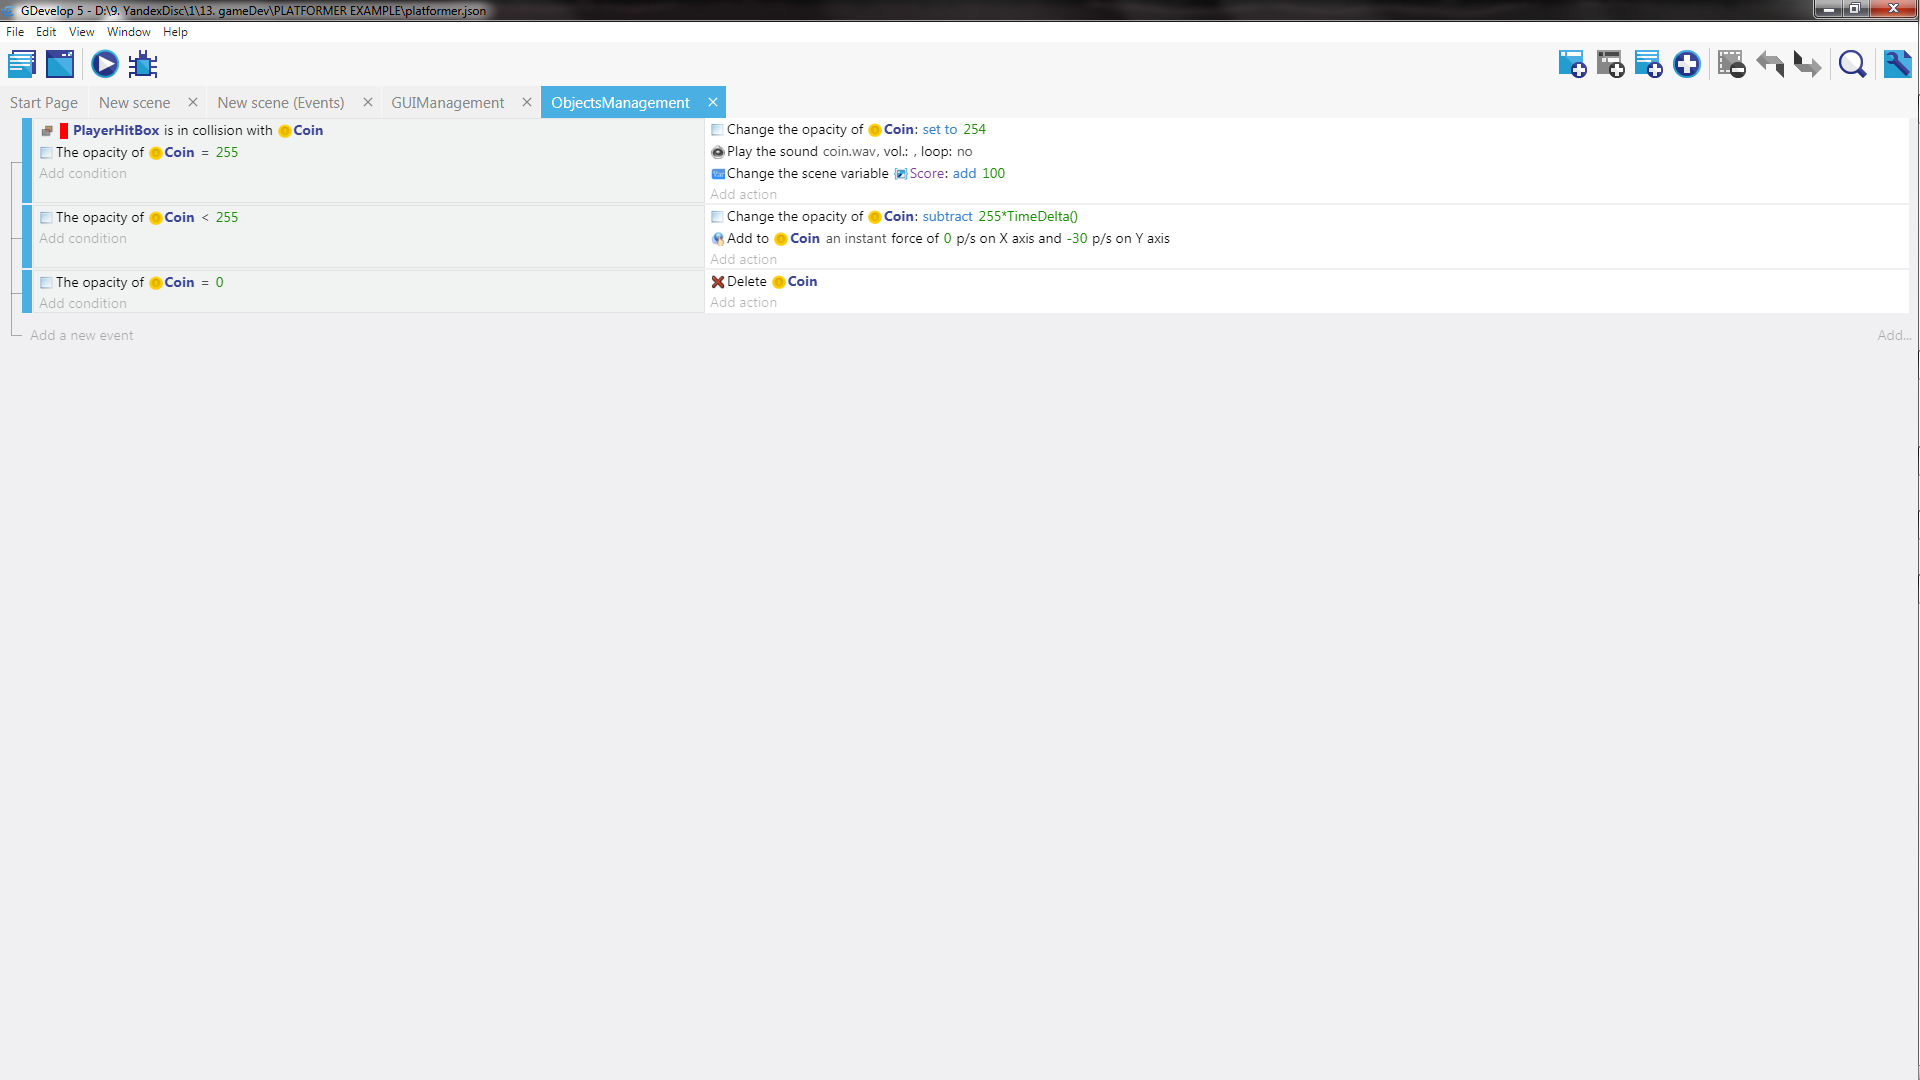 GDevelop 5 - D:\9. YandexDisc\1\13. gameDev\PLATFORMER EXAMPLE\platformer.json
File Edit View Window Help
Start Page New scene New scene (Events) GUIManagement ObjectsManagement
PlayerHitBox is in collision with Coin
The opacity of Coin = 255
Add condition
Change the opacity of Coin: set to 254
Play the sound coin.wav, vol.: , loop: no
Change the scene variable Score: add 100
Add action
The opacity of Coin < 255
Add condition
Change the opacity of Coin: subtract 255*TimeDelta()
Add to Coin an instant force of 0 p/s on X axis and -30 p/s on Y axis
Add action
The opacity of Coin = 0
Add condition
Delete Coin
Add action
Add a new event
Add...